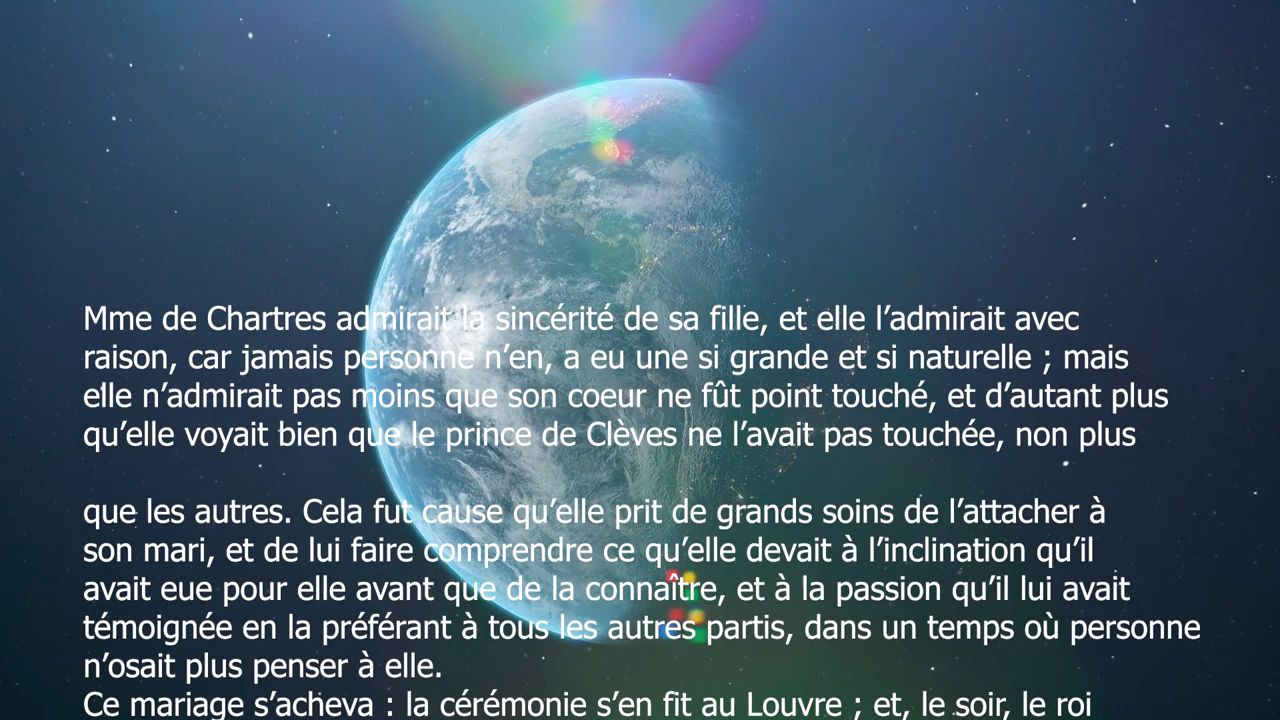 Mme de Chartres admirait la sincérité de sa fille, et elle l’admirait avec
raison, car jamais personne n’en, a eu une si grande et si naturelle ; mais
elle n’admirait pas moins que son coeur ne fût point touché, et d’autant plus
qu’elle voyait bien que le prince de Clèves ne l’avait pas touchée, non plus
que les autres. Cela fut cause qu’elle prit de grands soins de l’attacher à
son mari, et de lui faire comprendre ce qu’elle devait à l’inclination qu’il
avait eue pour elle avant que de la connaître, et à la passion qu’il lui avait
témoignée en la préférant à tous les autres partis, dans un temps où personne
n’osait plus penser à elle.
Ce mariage s’acheva : la cérémonie s’en fit au Louvre ; et, le soir, le roi